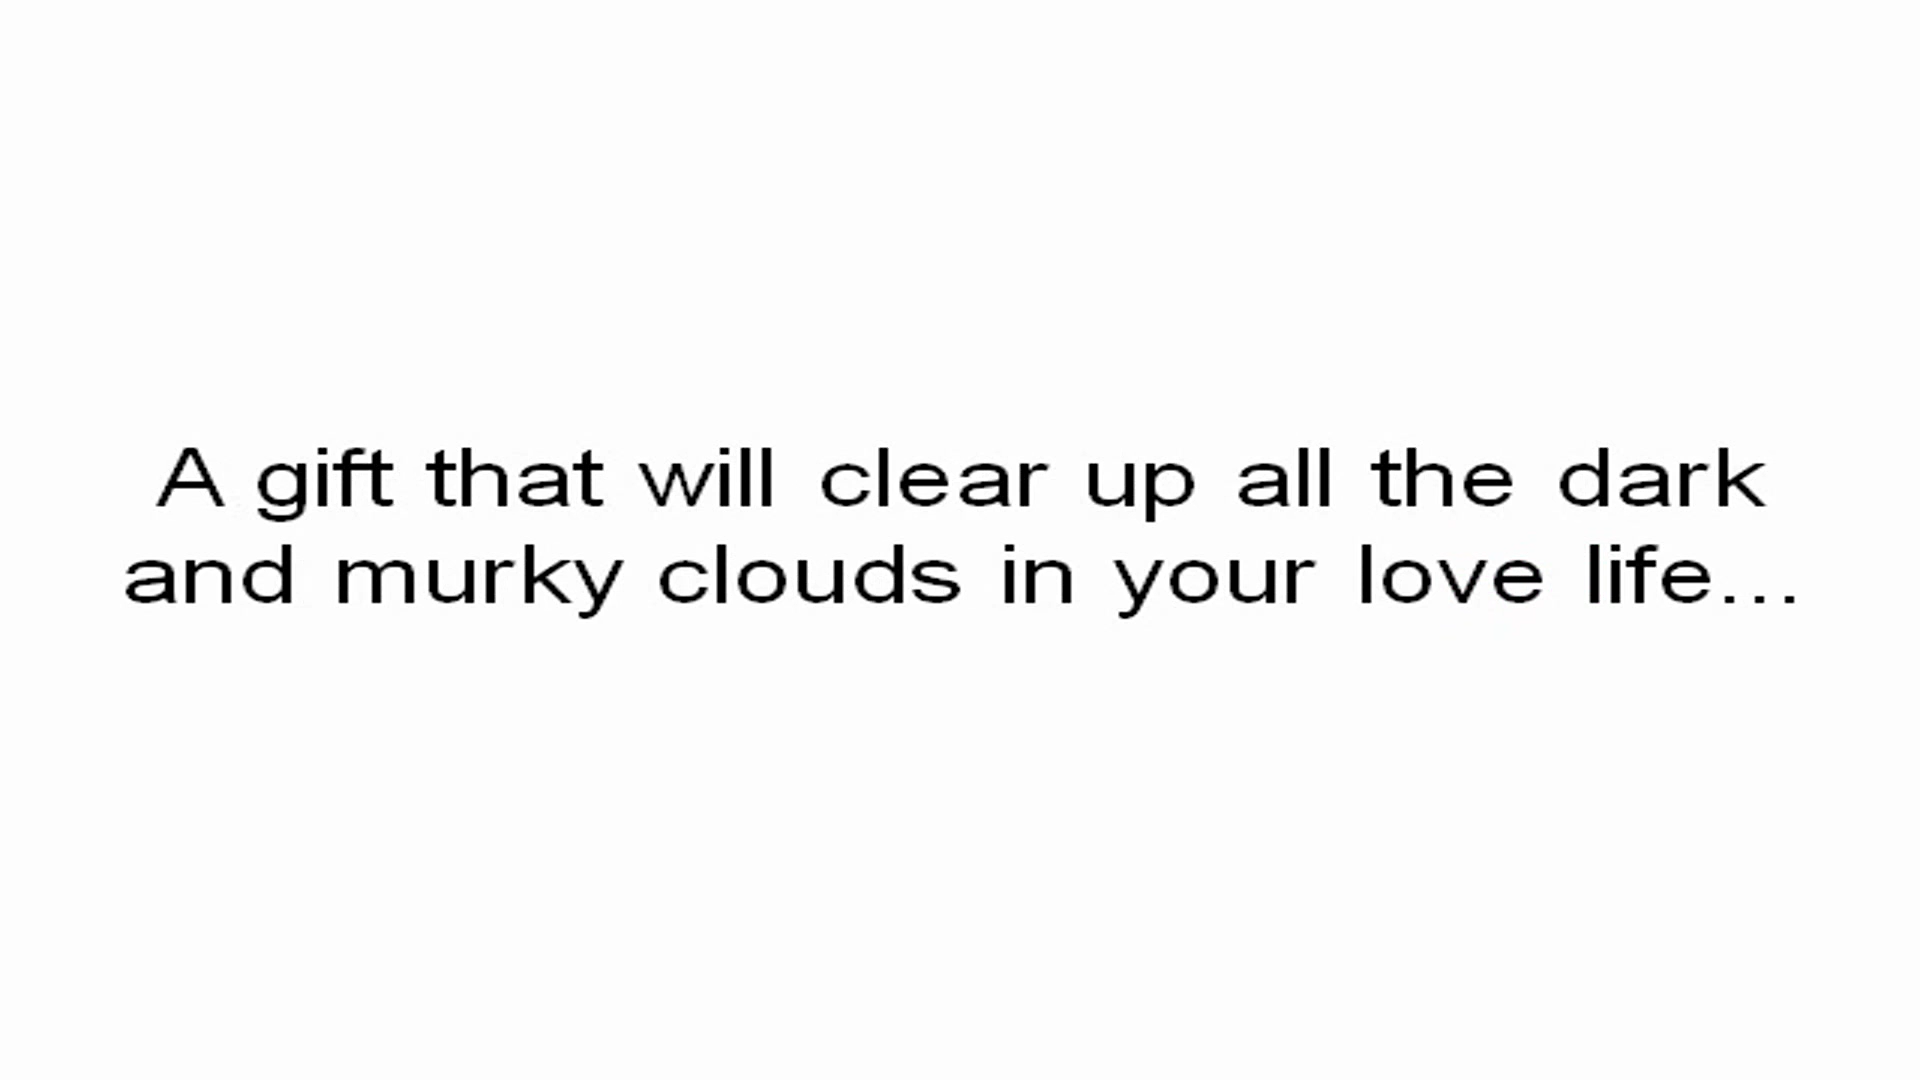 A gift that will clear up all the dark
and murky clouds in your love life...